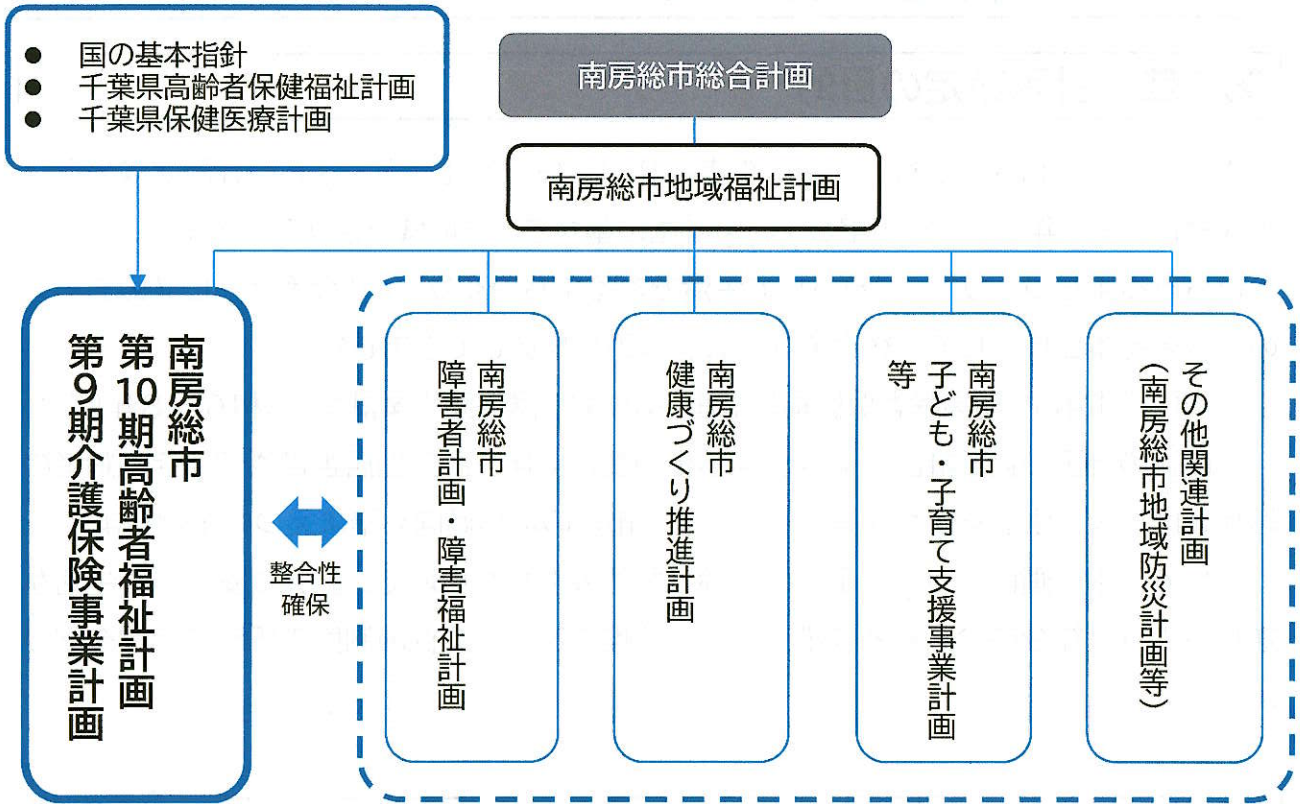 ● 国の基本指針
● 千葉県高齢者保健福祉計画
● 千葉県保健医療計画
南房総市総合計画
南房総市地域福祉計画
南房総市
第10期高齢者福祉計画
第9期介護保険事業計画
整合性
確保
南房総市
障害者計画・障害福祉計画
南房総市
健康づくり推進計画
南房総市
子ども・子育て支援事業計画
等
その他関連計画
（南房総市地域防災計画等）